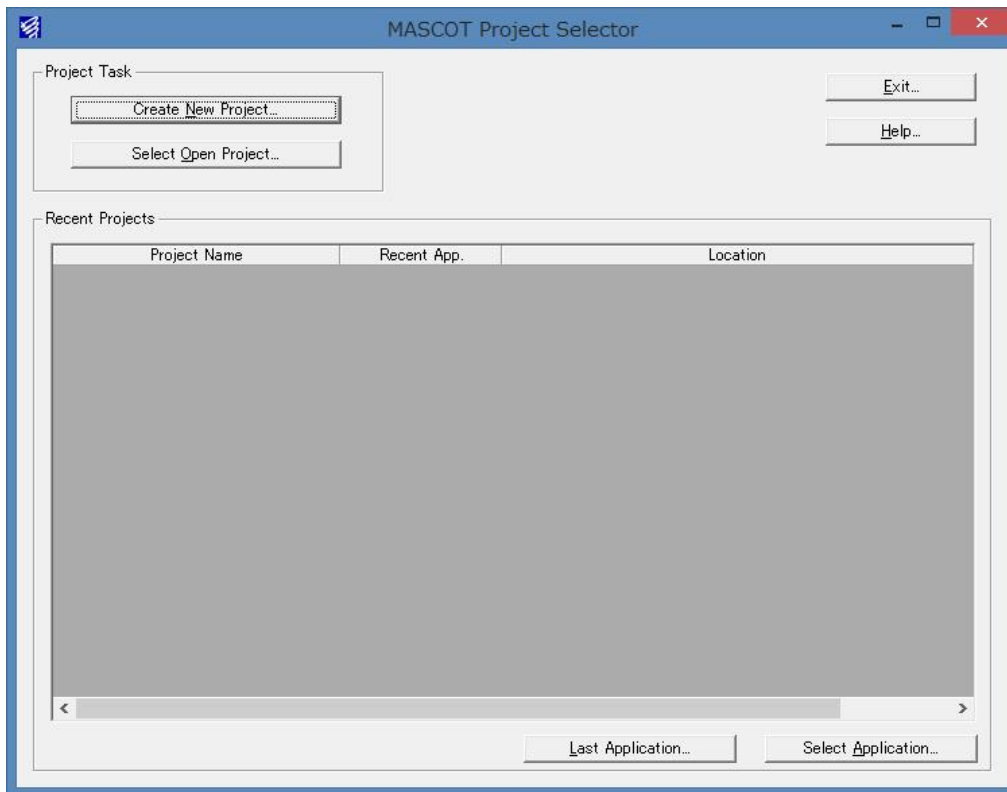 MASCOT Project Selector
Project Task
Create New Project...
Select Open Project...
Exit...
Help...
Recent Projects
Project Name Recent App. Location
Last Application... Select Application...